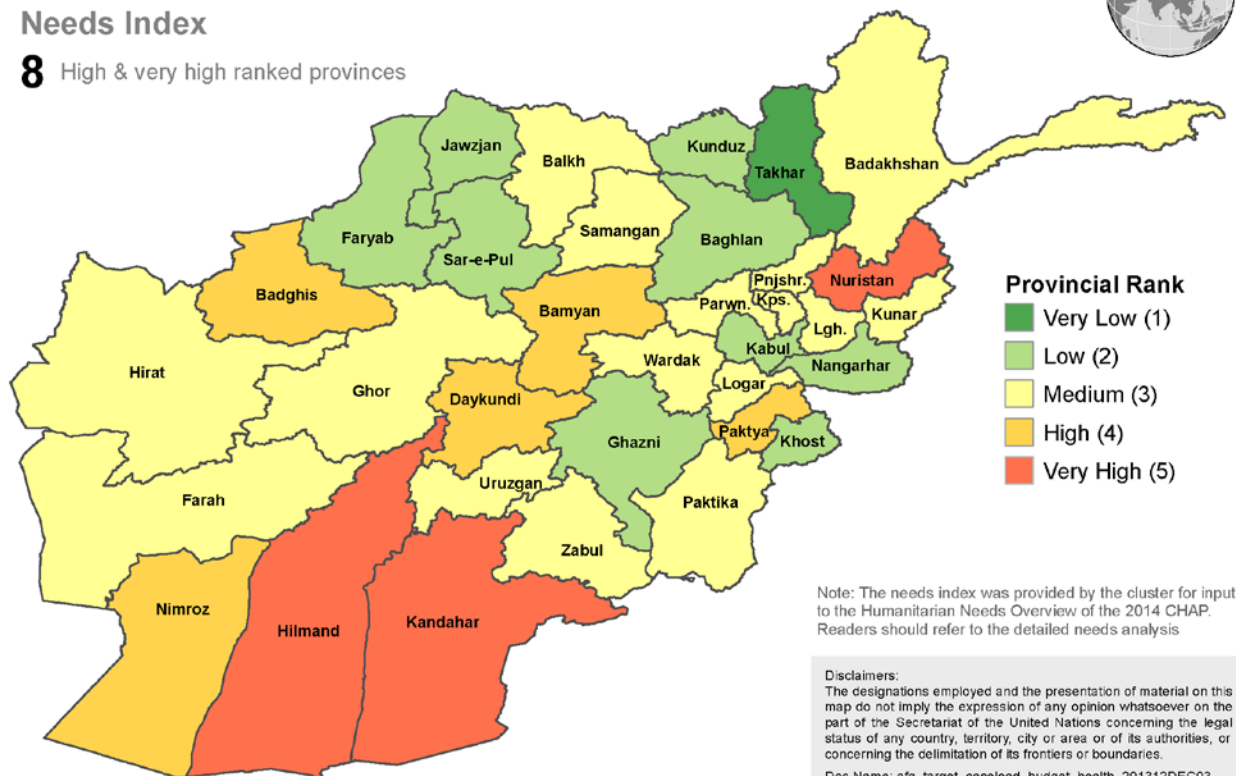 Needs Index
8 High & very high ranked provinces
Jawzjan
Balkh
Kunduz
Takhar
Badakhshan
Faryab
Sar-e-Pul
Samangan
Baghlan
Badghis
Bamyan
Parwn.
Pnjshr.
Kps.
Nuristan
Kunar
Lgh.
Hirat
Ghor
Daykundi
Wardak
Kabul
Nangarhar
Logar
Ghazni
Paktya
Khost
Farah
Uruzgan
Paktika
Zabul
Nimroz
Hilmand
Kandahar
Provincial Rank
Very Low (1)
Low (2)
Medium (3)
High (4)
Very High (5)
Note: The needs index was provided by the cluster for input
to the Humanitarian Needs Overview of the 2014 CHAP.
Readers should refer to the detailed needs analysis
Disclaimers:
The designations employed and the presentation of material on this
map do not imply the expression of any opinion whatsoever on the
part of the Secretariat of the United Nations concerning the legal
status of any country, territory, city or area or of its authorities, or
concerning the delimitation of its frontiers or boundaries.